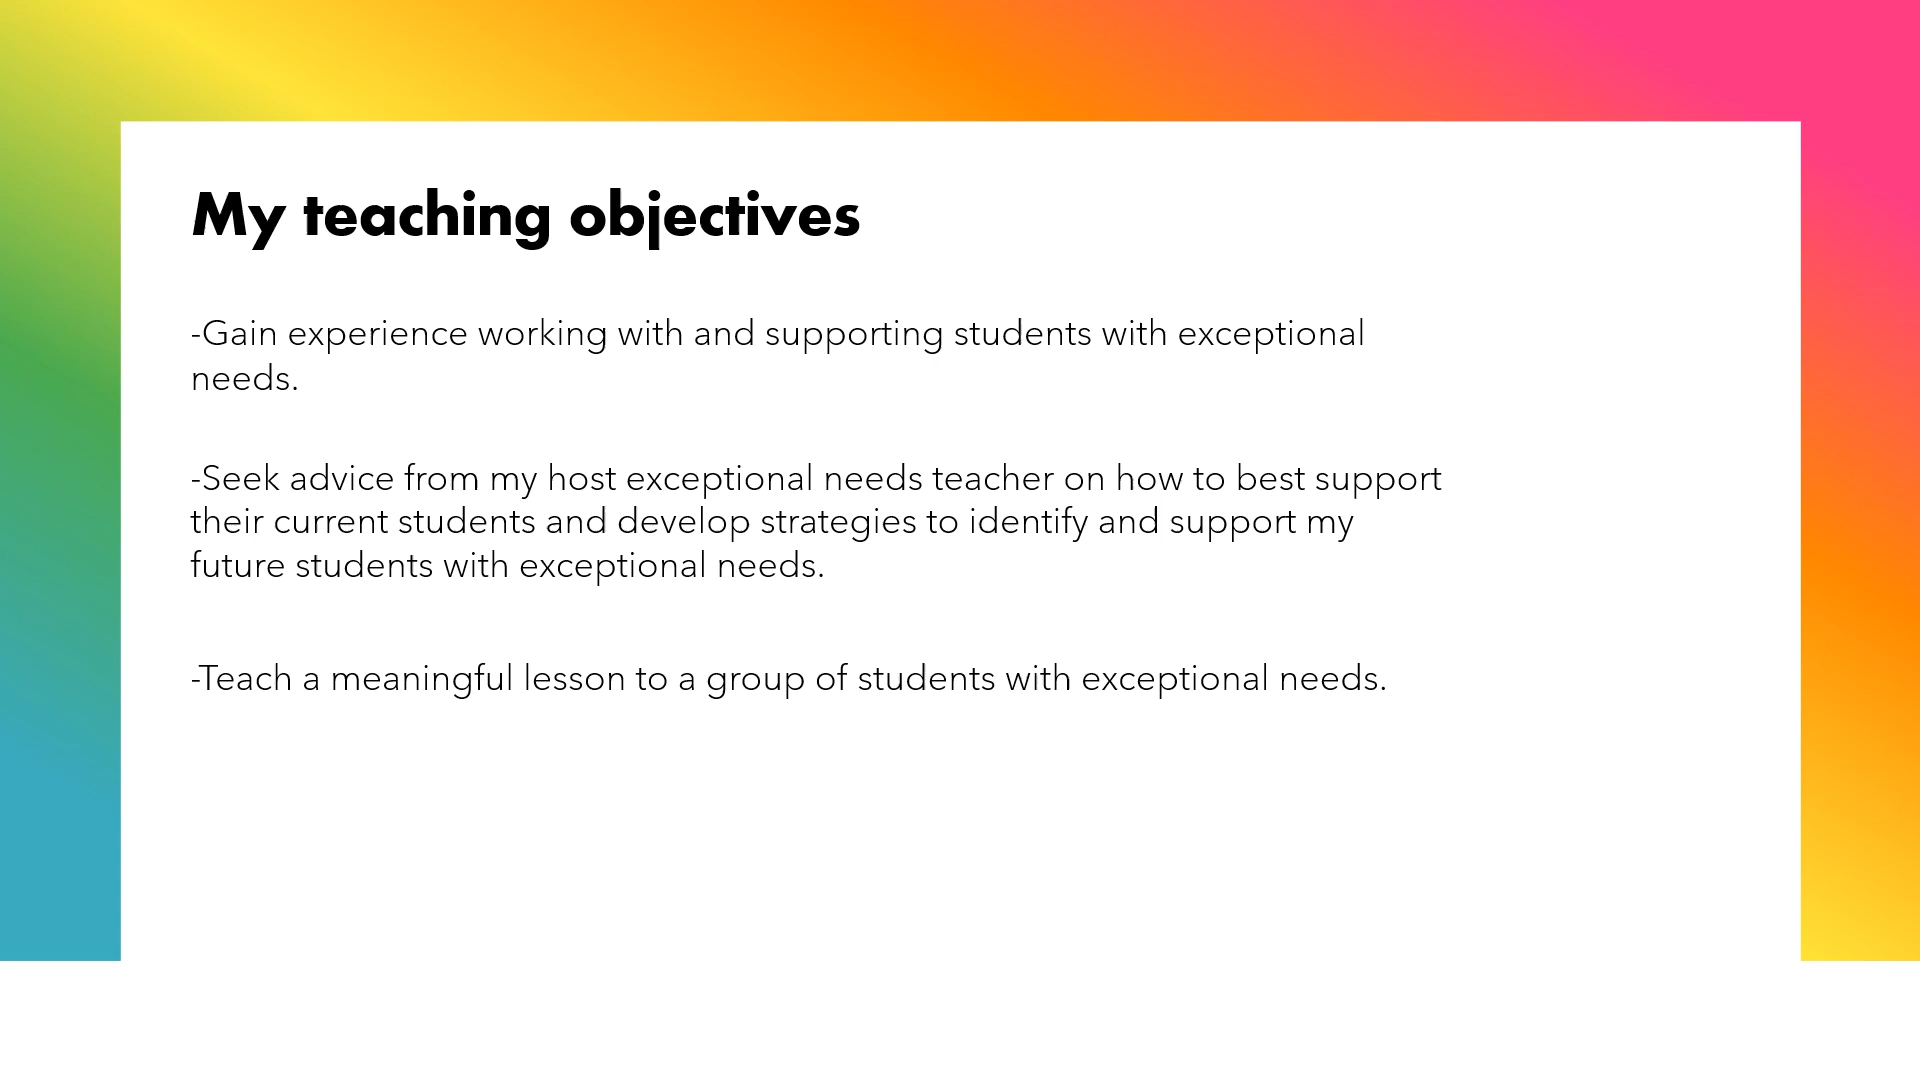 My teaching objectives
-Gain experience working with and supporting students with exceptional
needs.
-Seek advice from my host exceptional needs teacher on how to best support
their current students and develop strategies to identify and support my
future students with exceptional needs.
-Teach a meaningful lesson to a group of students with exceptional needs.